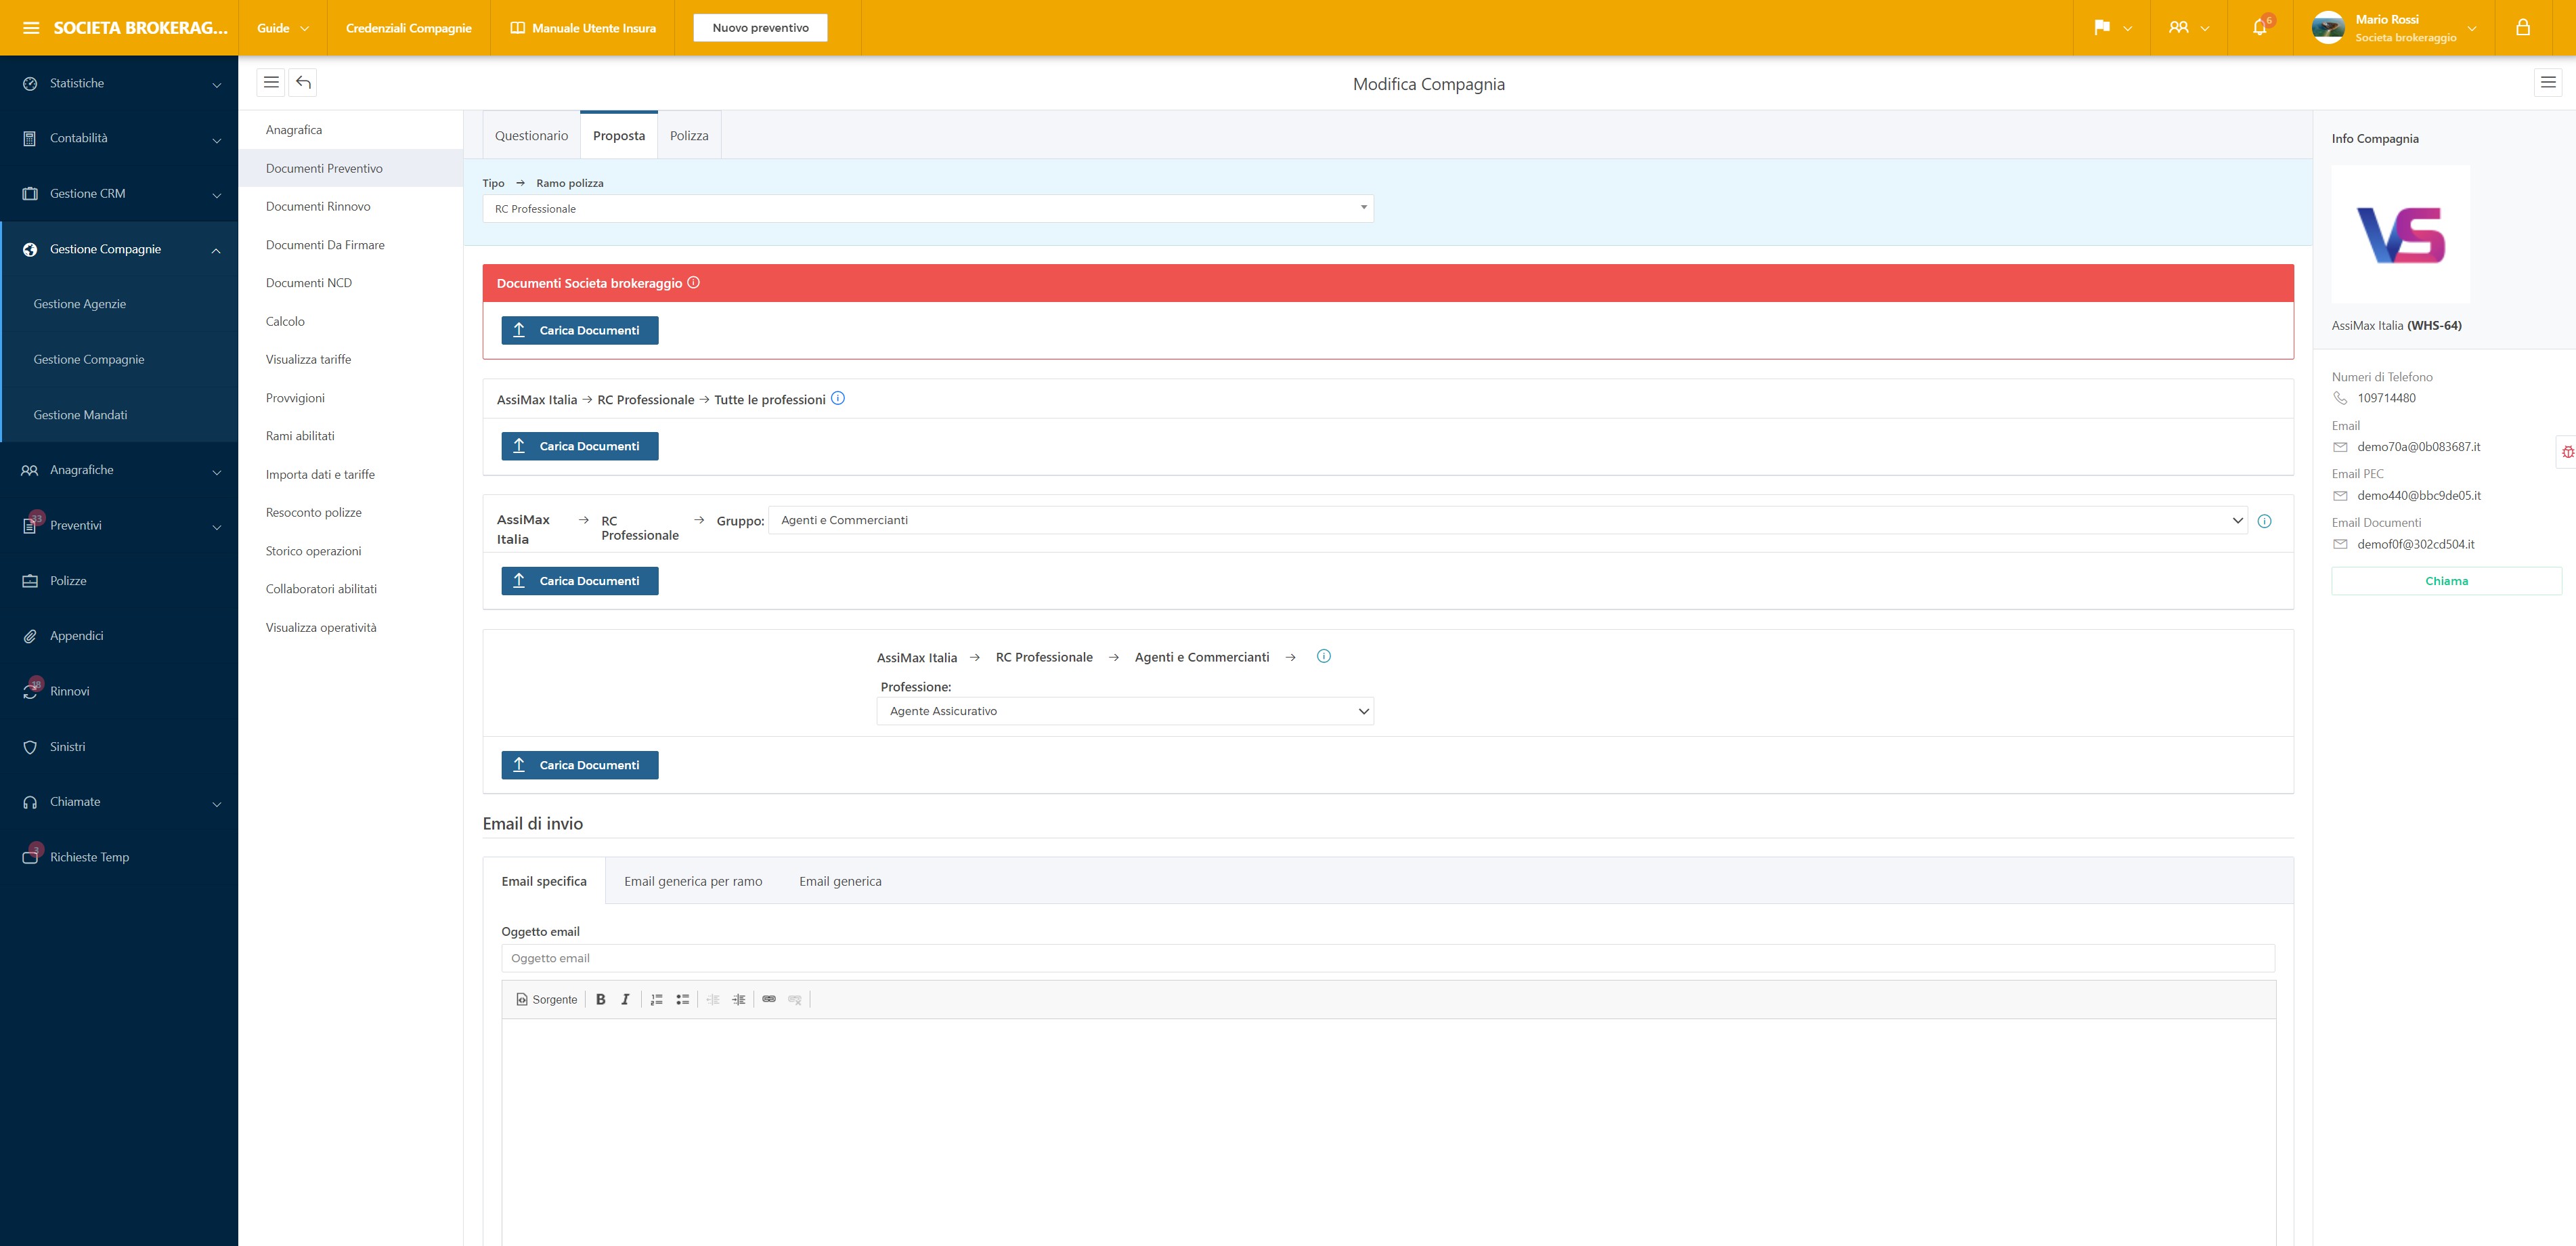 SOCIETA BROKERAG...
Guide
Credenziali Compagnie
Manuale Utente Insura
Nuovo preventivo
6
Mario Rossi
Societa brokeraggio
Statistiche
Contabilità
Gestione CRM
Gestione Compagnie
Gestione Agenzie
Gestione Compagnie
Gestione Mandati
Anagrafiche
33
Preventivi
Polizze
Appendici
18
Rinnovi
Sinistri
Chiamate
3
Richieste Temp
Modifica Compagnia
Anagrafica
Documenti Preventivo
Documenti Rinnovo
Documenti Da Firmare
Documenti NCD
Calcolo
Visualizza tariffe
Provvigioni
Rami abilitati
Importa dati e tariffe
Resoconto polizze
Storico operazioni
Collaboratori abilitati
Visualizza operatività
Questionario
Proposta
Polizza
Tipo → Ramo polizza
RC Professionale
Documenti Societa brokeraggio
Carica Documenti
AssiMax Italia → RC Professionale → Tutte le professioni
Carica Documenti
AssiMax
Italia
→ RC
Professionale
→ Gruppo: Agenti e Commercianti
Carica Documenti
AssiMax Italia → RC Professionale → Agenti e Commercianti →
Professione:
Agente Assicurativo
Carica Documenti
Email di invio
Email specifica
Email generica per ramo
Email generica
Oggetto email
Oggetto email
Sorgente B I
Info Compagnia
VS
AssiMax Italia (WHS-64)
Numeri di Telefono
109714480
Email
demo70a@0b083687.it
Email PEC
demo440@bbc9de05.it
Email Documenti
demof0f@302cd504.it
Chiama